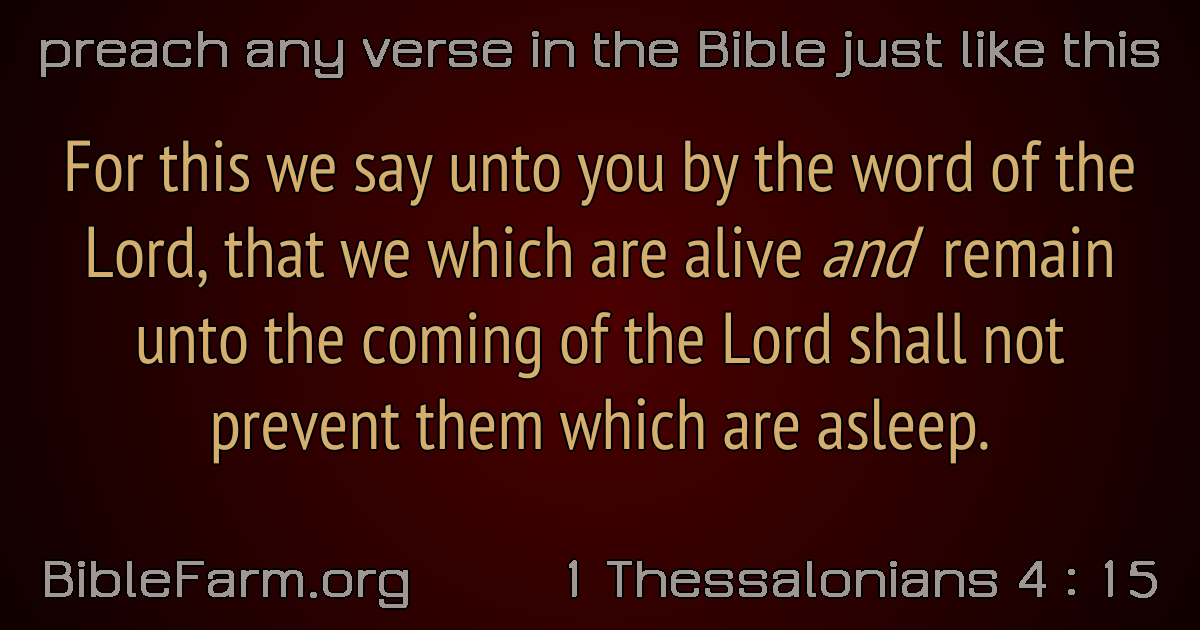 preach any verse in the Bible just like this
For this we say unto you by the word of the
Lord, that we which are alive and remain
unto the coming of the Lord shall not
prevent them which are asleep.
BibleFarm.org
1 Thessalonians 4 : 15